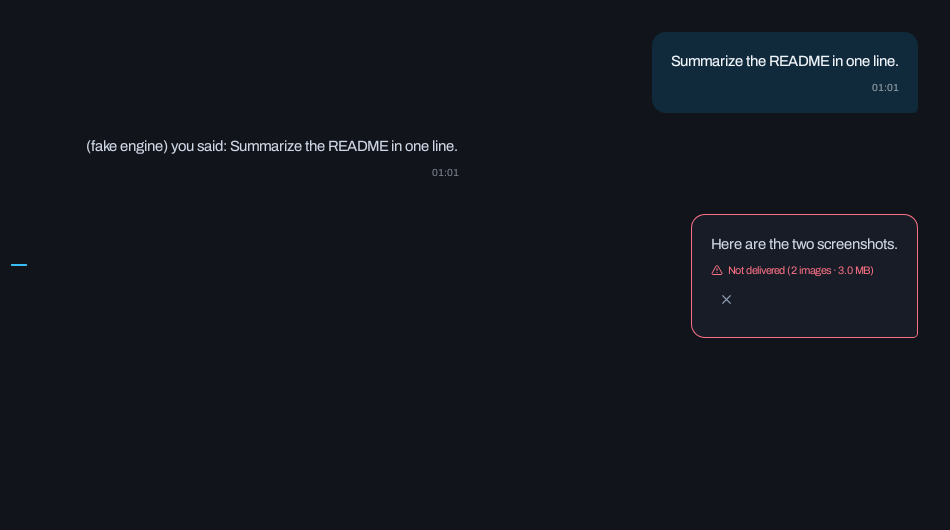 Summarize the README in one line.
01:01
(fake engine) you said: Summarize the README in one line.
01:01
Here are the two screenshots.
Not delivered (2 images · 3.0 MB)